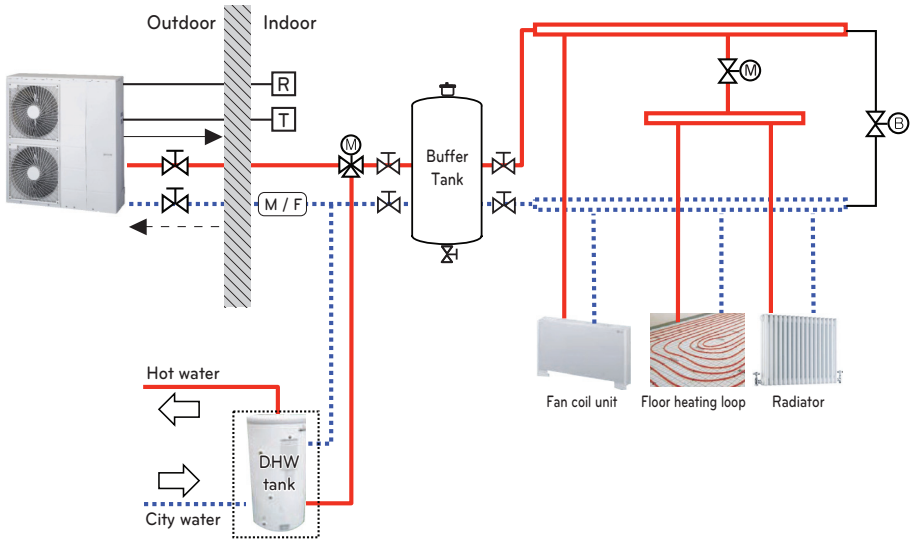 Outdoor
Indoor
R
T
M
M
B
Buffer
Tank
M / F
Hot water
DHW
tank
City water
Fan coil unit
Floor heating loop
Radiator